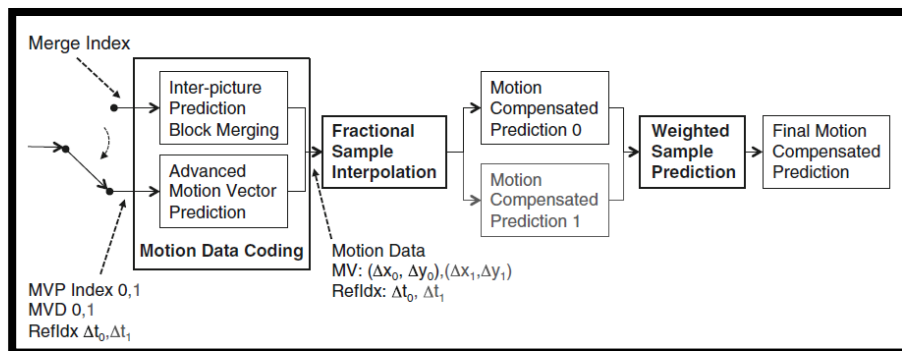 Merge Index
Inter-picture
Prediction
Block Merging
Advanced
Motion Vector
Prediction
Motion Data Coding
MVP Index 0,1
MVD 0,1
RefIdx Δt₀,Δt₁
Fractional
Sample
Interpolation
Motion Data
MV: (Δx₀, Δy₀),(Δx₁,Δy₁)
RefIdx: Δt₀, Δt₁
Motion
Compensated
Prediction 0
Motion
Compensated
Prediction 1
Weighted
Sample
Prediction
Final Motion
Compensated
Prediction